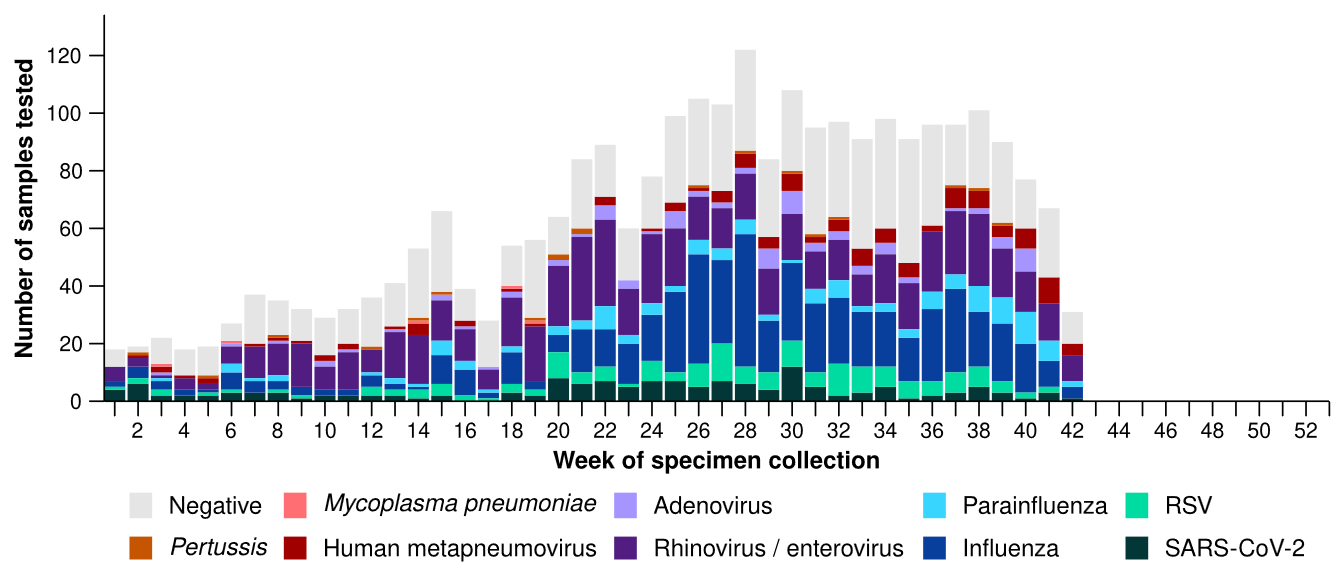 Number of samples tested
120
100
80
60
40
20
0
2 4 6 8 10 12 14 16 18 20 22 24 26 28 30 32 34 36 38 40 42 44 46 48 50 52
Week of specimen collection
Negative Mycoplasma pneumoniae Adenovirus Parainfluenza RSV
Pertussis Human metapneumovirus Rhinovirus / enterovirus Influenza SARS-CoV-2